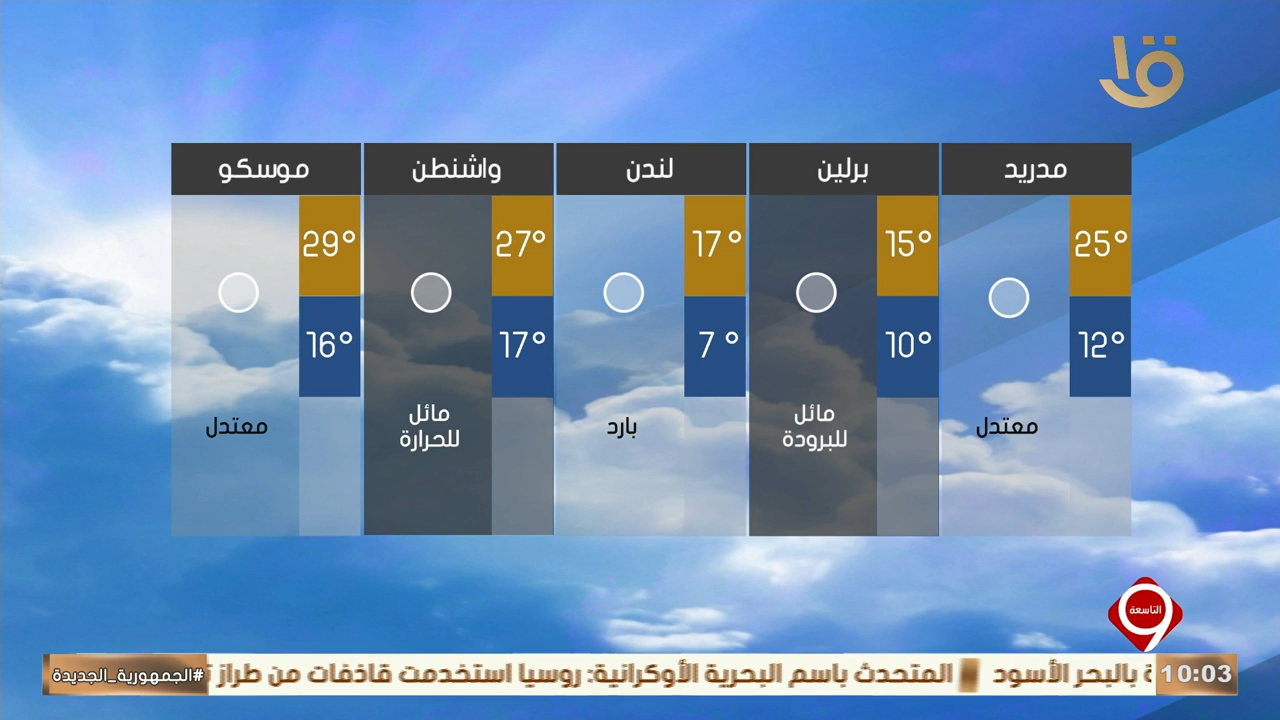 مدريد
25°
12°
معتدل
برلين
15°
10°
مائل
للبرودة
لندن
17°
7°
بارد
واشنطن
27°
17°
مائل
للحرارة
موسكو
29°
16°
معتدل
التاسعة
9
10:03
بالبحر الأسود
المتحدث باسم البحرية الأوكرانية: روسيا استخدمت قاذفات من طراز
#الجمهورية_الجديدة